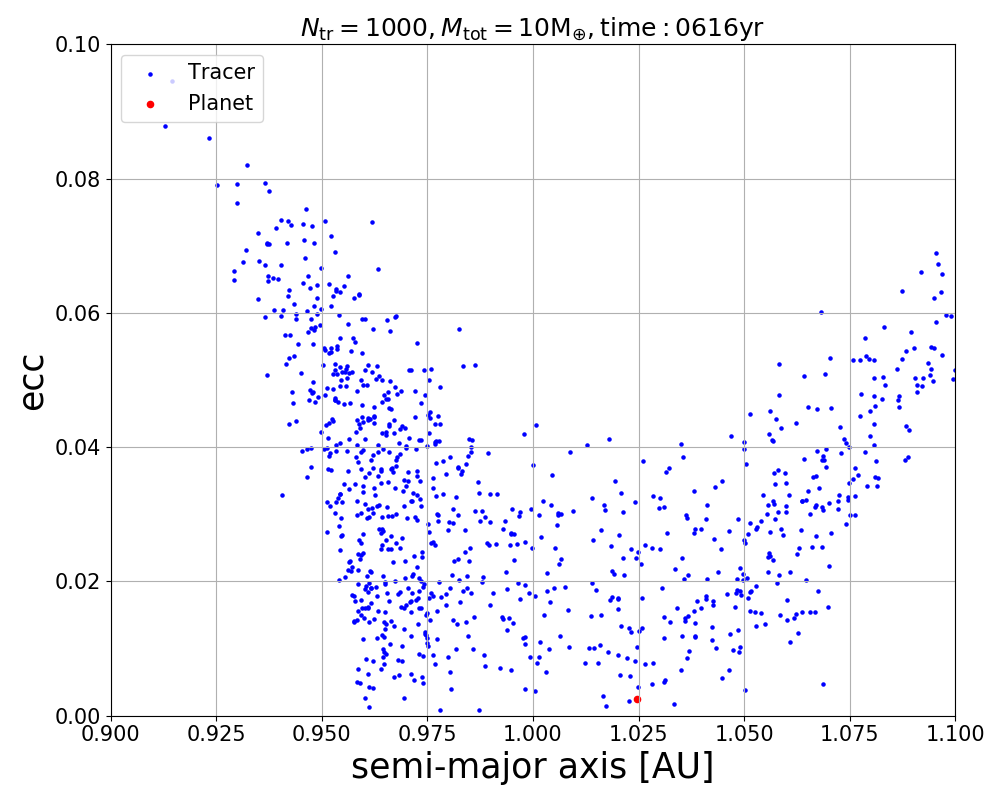 N_tr = 1000, M_tot = 10M_⊕, time : 0616yr
Tracer
Planet
ecc
0.10
0.08
0.06
0.04
0.02
0.00
0.900 0.925 0.950 0.975 1.000 1.025 1.050 1.075 1.100
semi-major axis [AU]